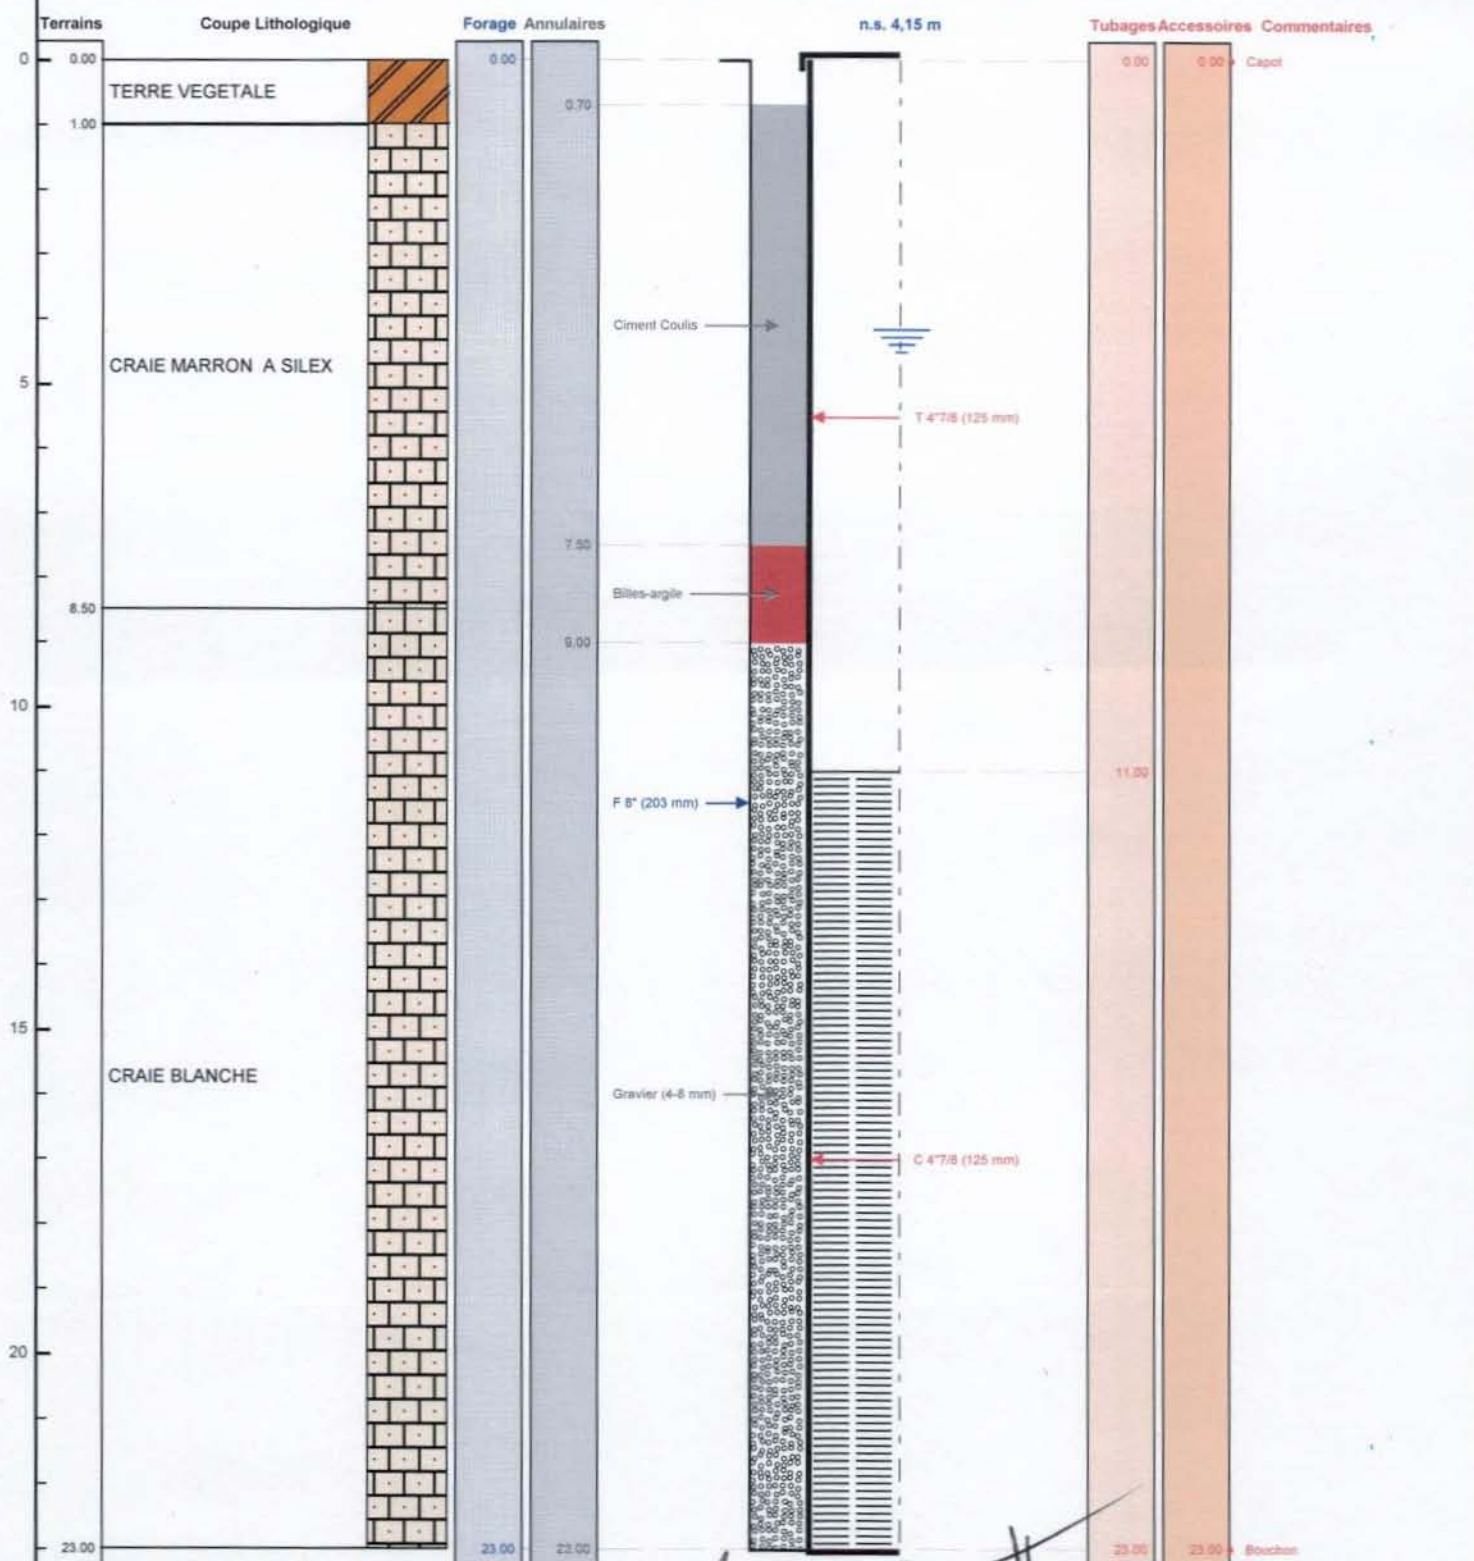 Terrains Coupe Lithologique Forage Annulaires n.s. 4,15 m Tubages Accessoires Commentaires
0 0.00 0.00 0.00 0.00 Capot
TERRE VEGETALE
0.70
1.00
Ciment Coulis
CRAIE MARRON A SILEX
5
T 4"7/8 (125 mm)
7.50
Billes-argile
8.50
9.00
10
11.00
F 8" (203 mm)
15
CRAIE BLANCHE
Gravier (4-8 mm)
C 4"7/8 (125 mm)
20
23.00 23.00 23.00 23.00 23.00 Bouchon